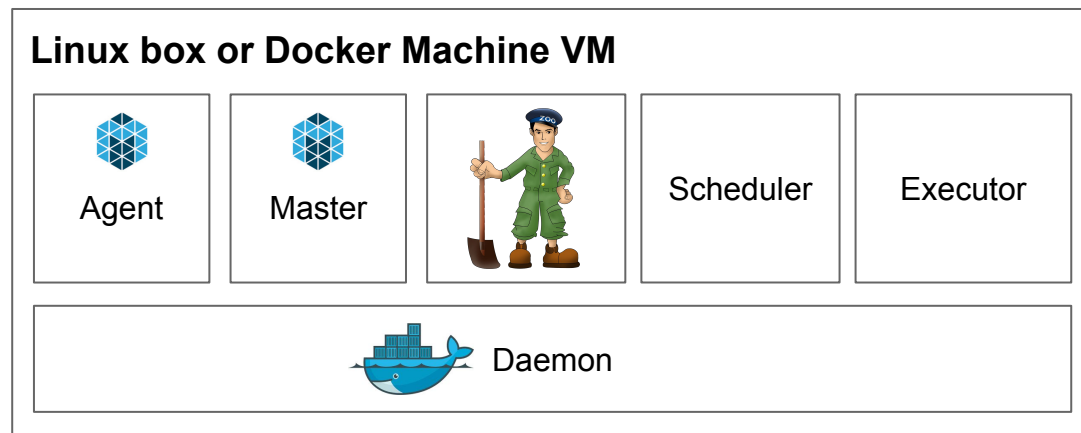 Linux box or Docker Machine VM
Agent
Master
ZOO
Scheduler
Executor
Daemon